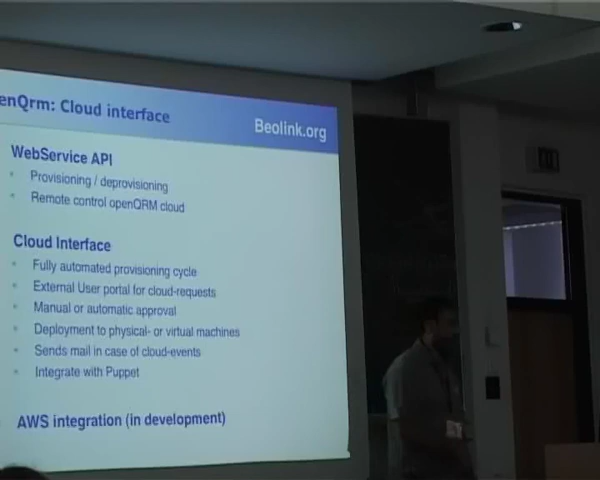 enQrm: Cloud interface
Beolink.org
WebService API
Provisioning / deprovisioning
Remote control openQRM cloud
Cloud Interface
Fully automated provisioning cycle
External User portal for cloud-requests
Manual or automatic approval
Deployment to physical- or virtual machines
Sends mail in case of cloud-events
Integrate with Puppet
AWS integration (in development)